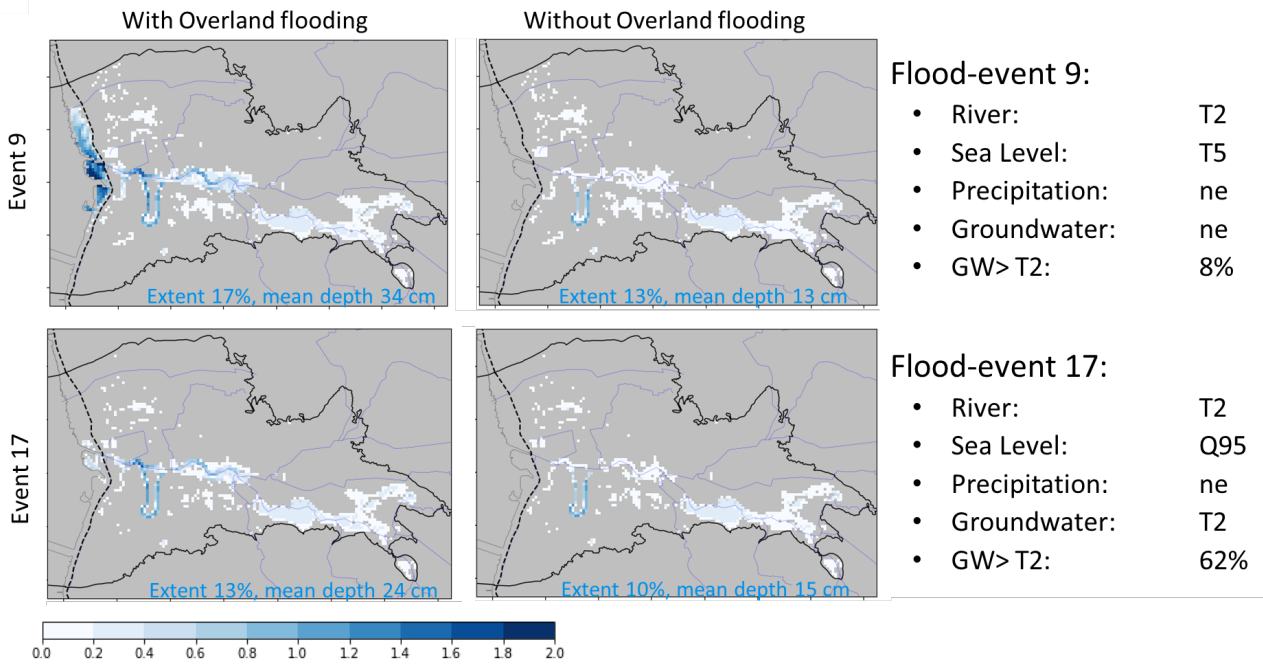 With Overland flooding
Without Overland flooding
Event 9
Extent 17%, mean depth 34 cm
Extent 13%, mean depth 13 cm
Flood-event 9:
• River: T2
• Sea Level: T5
• Precipitation: ne
• Groundwater: ne
• GW> T2: 8%
Event 17
Extent 13%, mean depth 24 cm
Extent 10%, mean depth 15 cm
Flood-event 17:
• River: T2
• Sea Level: Q95
• Precipitation: ne
• Groundwater: T2
• GW> T2: 62%
0.0 0.2 0.4 0.6 0.8 1.0 1.2 1.4 1.6 1.8 2.0